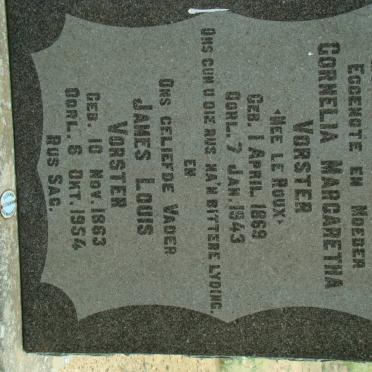 EGGENOTE EN MOEDER
CORNELIA MARGARETHA
VORSTER
*NEE LE ROUX*
GEB. 1 APRIL 1869
OORL. 7 JAN. 1943
ONS GUN U DIE RUS NA'N BITTERE LYDING.
EN
ONS GELIEFDE VADER
JAMES LOUIS
VORSTER
GEB. 10 NOV. 1863
OORL. 6 OKT. 1954
RUS SAG.